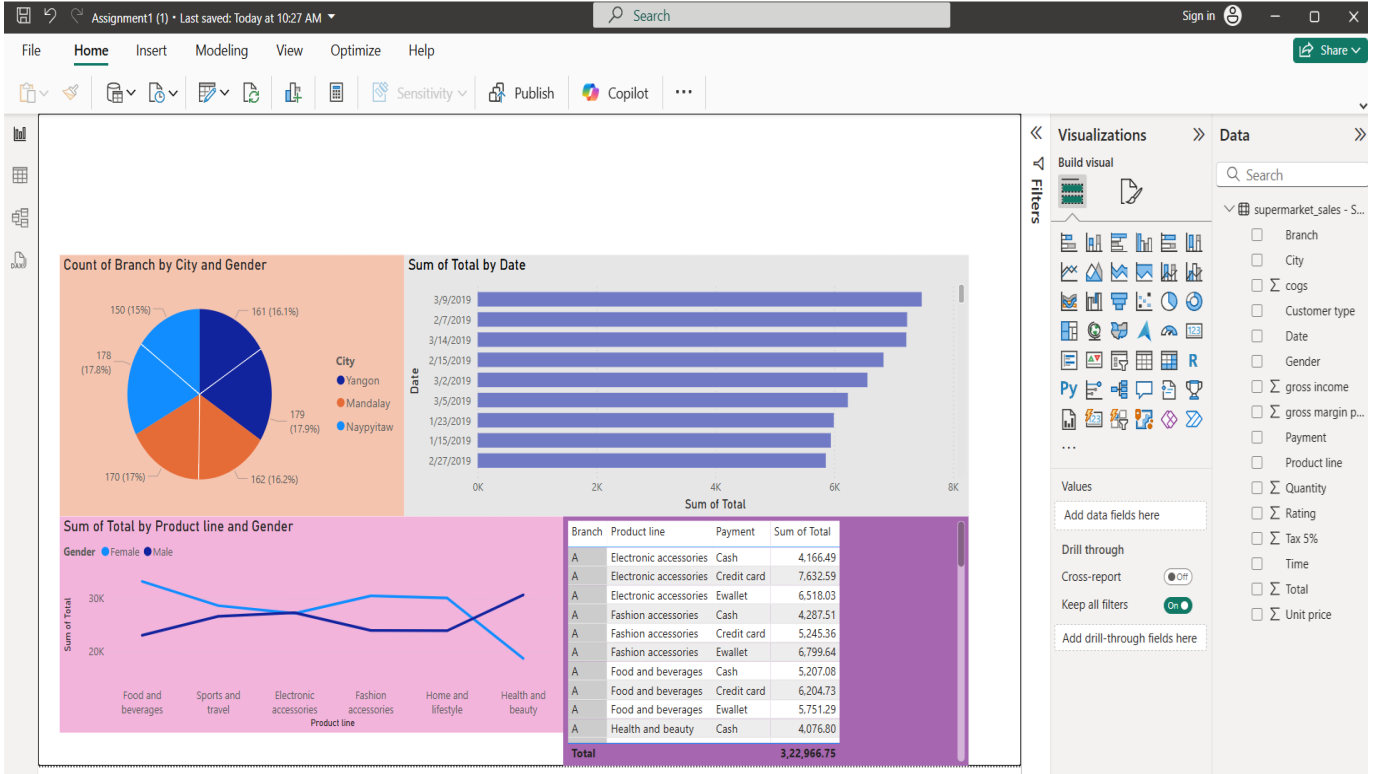 Assignment1 (1) • Last saved: Today at 10:27 AM
Search
Sign in
File Home Insert Modeling View Optimize Help
Share
Sensitivity
Publish
Copilot
DAX
Count of Branch by City and Gender
150 (15%)
161 (16.1%)
178
(17.8%)
179
(17.9%)
170 (17%)
162 (16.2%)
City
Yangon
Mandalay
Naypyitaw
Sum of Total by Date
Date
3/9/2019
2/7/2019
3/14/2019
2/15/2019
3/2/2019
3/5/2019
1/23/2019
1/15/2019
2/27/2019
0K 2K 4K 6K 8K
Sum of Total
Sum of Total by Product line and Gender
Gender Female Male
Sum of Total
30K
20K
Food and beverages
Sports and travel
Electronic accessories
Fashion accessories
Home and lifestyle
Health and beauty
Product line
Branch Product line Payment Sum of Total
A Electronic accessories Cash 4,166.49
A Electronic accessories Credit card 7,632.59
A Electronic accessories Ewallet 6,518.03
A Fashion accessories Cash 4,287.51
A Fashion accessories Credit card 5,245.36
A Fashion accessories Ewallet 6,799.64
A Food and beverages Cash 5,207.08
A Food and beverages Credit card 6,204.73
A Food and beverages Ewallet 5,751.29
A Health and beauty Cash 4,076.80
Total 3,22,966.75
Filters
Visualizations
Build visual
123
R
Py
123
...
Values
Add data fields here
Drill through
Cross-report Off
Keep all filters On
Add drill-through fields here
Data
Search
supermarket_sales - S...
Branch
City
∑ cogs
Customer type
Date
Gender
∑ gross income
∑ gross margin p...
Payment
Product line
∑ Quantity
∑ Rating
∑ Tax 5%
Time
∑ Total
∑ Unit price